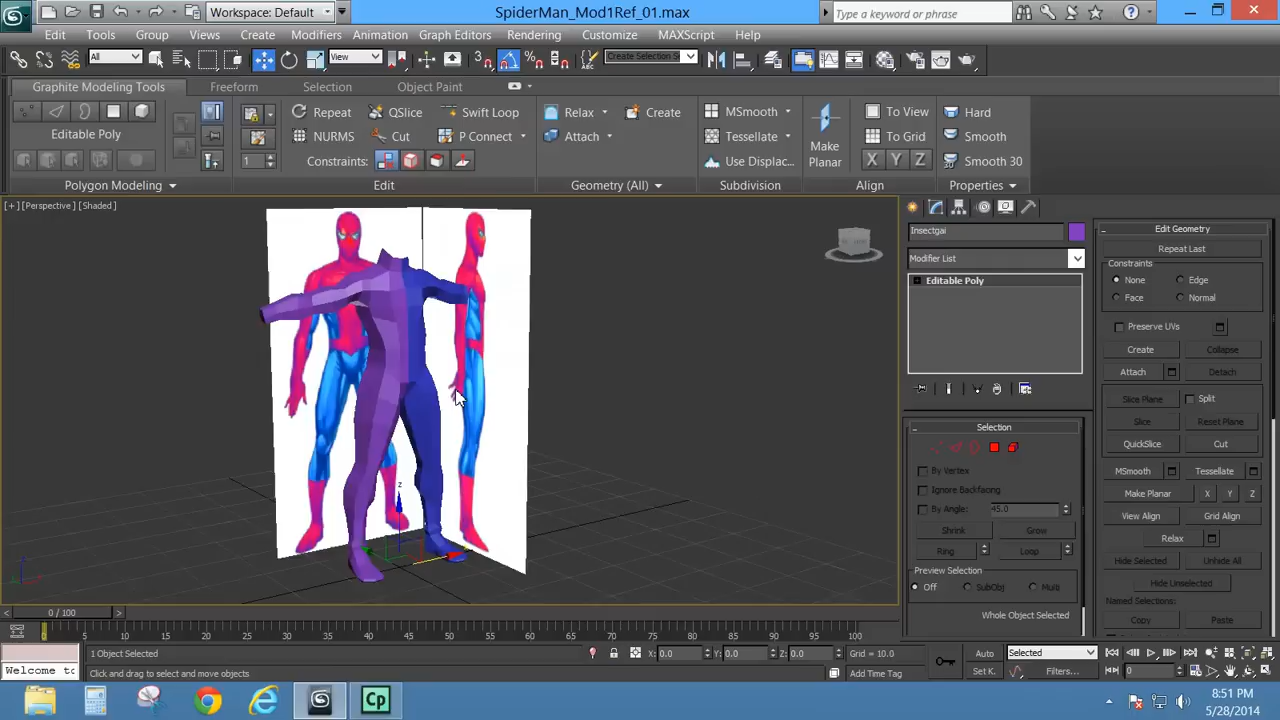 Workspace: Default
SpiderMan_Mod1Ref_01.max
Type a keyword or phrase
Edit Tools Group Views Create Modifiers Animation Graph Editors Rendering Customize MAXScript Help
All View Create Selection Se
Graphite Modeling Tools Freeform Selection Object Paint
Repeat QSlice Swift Loop Relax Create MSmooth To View Hard
Editable Poly NURMS Cut P Connect Attach Tessellate Make Planar To Grid Smooth
1 Constraints: Use Displac... X Y Z Smooth 30
Polygon Modeling Edit Geometry (All) Subdivision Align Properties
[+] [Perspective] [Shaded]
Insectgai
Modifier List
Editable Poly
Selection
By Vertex
Ignore Backfacing
By Angle: 45.0
Shrink Grow
Ring Loop
Preview Selection
Off SubObj Multi
Whole Object Selected
Edit Geometry
Repeat Last
Constraints
None Edge
Face Normal
Preserve UVs
Create Collapse
Attach Detach
Slice Plane Split
Slice Reset Plane
QuickSlice Cut
MSmooth Tessellate
Make Planar X Y Z
View Align Grid Align
Relax
Hide Selected Unhide All
Hide Unselected
Named Selections:
Copy Paste
z
0 / 100
0 5 10 15 20 25 30 35 40 45 50 55 60 65 70 75 80 85 90 95 100
1 Object Selected X: 0.0 Y: 0.0 Z: 0.0 Grid = 10.0 Auto Selected
Welcome to Click and drag to select and move objects Add Time Tag Set K. Filters... 0
Cp
8:51 PM
5/28/2014